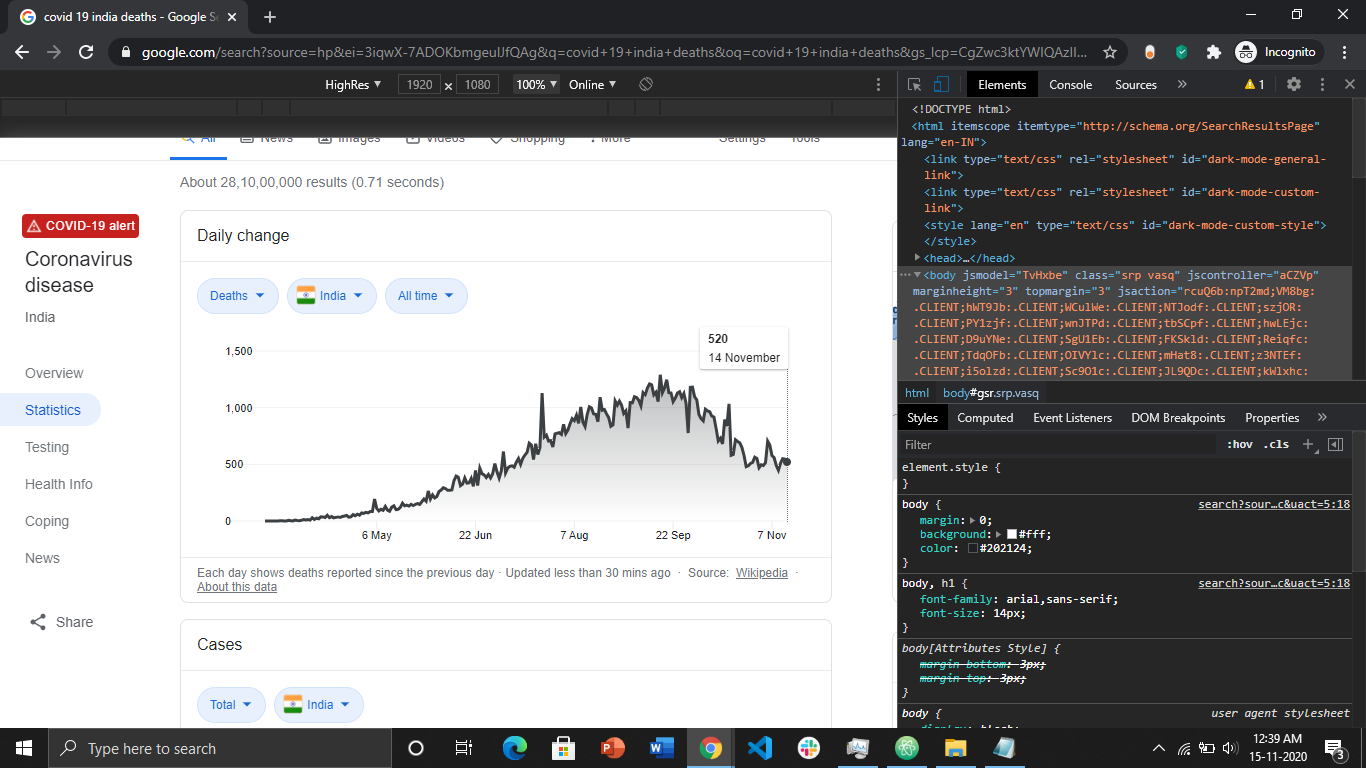 covid 19 india deaths - Google S
google.com/search?source=hp&ei=3iqwX-7ADOKbmgeulJfQAg&q=covid+19+india+deaths&oq=covid+19+india+deaths&gs_lcp=CgZwc3ktYWIQAzII...
Incognito
HighRes 1920 x 1080 100% Online
Elements Console Sources » 1
All News Images Videos Shopping More Settings Tools
About 28,10,00,000 results (0.71 seconds)
COVID-19 alert
Coronavirus
disease
India
Overview
Statistics
Testing
Health Info
Coping
News
Share
Daily change
Deaths India All time
520
14 November
1,500
1,000
500
0
6 May 22 Jun 7 Aug 22 Sep 7 Nov
Each day shows deaths reported since the previous day · Updated less than 30 mins ago · Source: Wikipedia ·
About this data
Cases
Total India
<!DOCTYPE html>
<html itemscope itemtype="http://schema.org/SearchResultsPage"
lang="en-IN">
<link type="text/css" rel="stylesheet" id="dark-mode-general-
link">
<link type="text/css" rel="stylesheet" id="dark-mode-custom-
link">
<style lang="en" type="text/css" id="dark-mode-custom-style">
</style>
<head>…</head>
<body jsmodel="TvHxbe" class="srp vasq" jscontroller="aCZVp"
marginheight="3" topmargin="3" jsaction="rcuQ6b:npT2md;VM8bg:
.CLIENT;hWT9Jb:.CLIENT;WCulWe:.CLIENT;NTJodf:.CLIENT;szjOR:
.CLIENT;PY1zjf:.CLIENT;wnJTPd:.CLIENT;tbSCpf:.CLIENT;hwLEjc:
.CLIENT;D9uYNe:.CLIENT;SgU1Eb:.CLIENT;FKSkld:.CLIENT;Reiqfc:
.CLIENT;TdqOFb:.CLIENT;OIVYlc:.CLIENT;mHat8:.CLIENT;z3NTEf:
.CLIENT;i5olzd:.CLIENT;Sc9O1c:.CLIENT;JL9QDc:.CLIENT;kWlxhc:
html body#gsr.srp.vasq
Styles Computed Event Listeners DOM Breakpoints Properties »
Filter :hov .cls +
element.style {
}
body { search?sour…c&uact=5:18
margin: 0;
background: #fff;
color: #202124;
}
body, h1 { search?sour…c&uact=5:18
font-family: arial,sans-serif;
font-size: 14px;
}
body[Attributes Style] {
margin-bottom: 3px;
margin-top: 3px;
}
body { user agent stylesheet
Type here to search
12:39 AM
15-11-2020
3